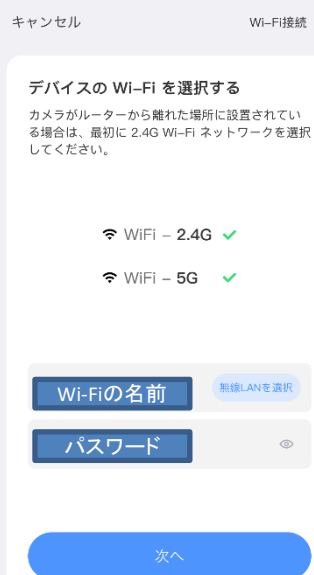 キャンセル
Wi-Fi接続
デバイスの Wi-Fi を選択する
カメラがルーターから離れた場所に設置されてい
る場合は、最初に 2.4G Wi-Fi ネットワークを選択
してください。
WiFi - 2.4G
WiFi - 5G
Wi-Fiの名前
無線LANを選択
パスワード
次へ